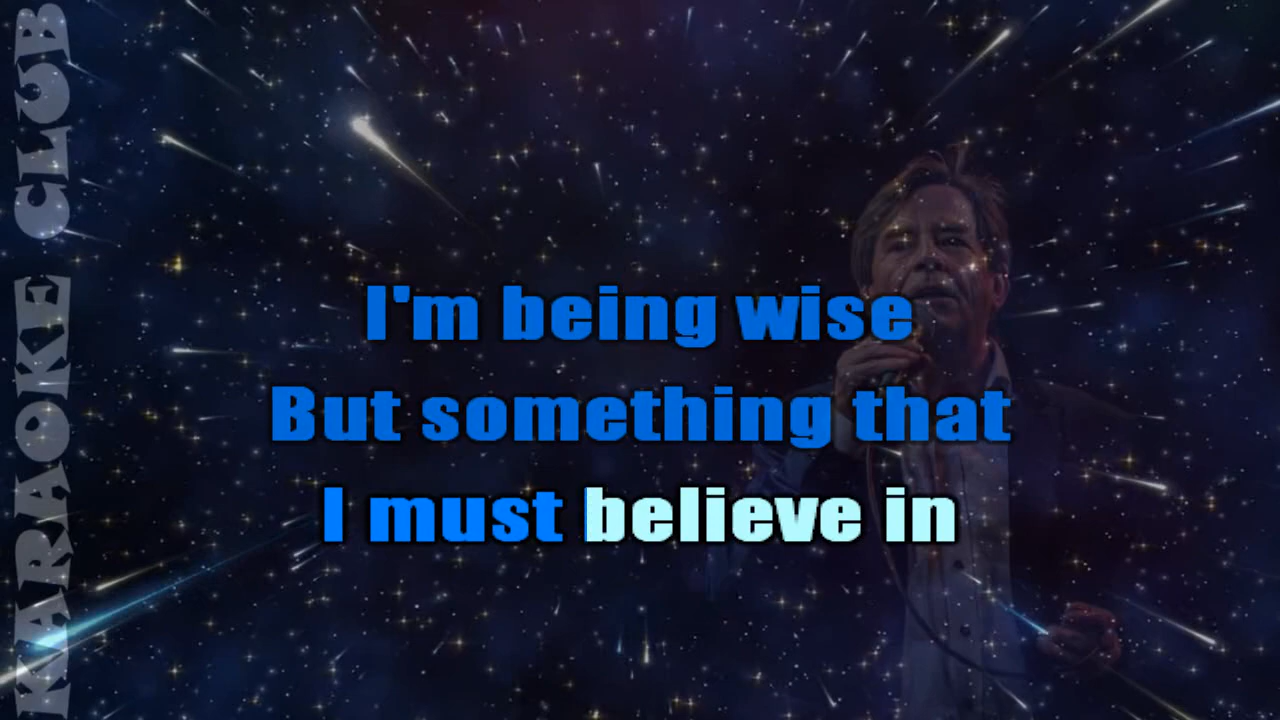 KARAOKE CLUB
I'm being wise
But something that
I must believe in